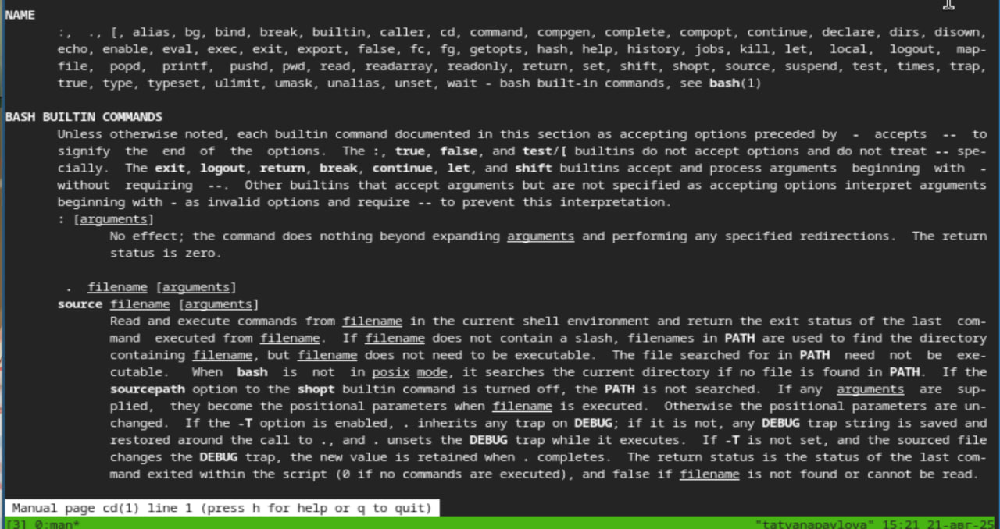 NAME
:, ., [, alias, bg, bind, break, builtin, caller, cd, command, compgen, complete, compopt, continue, declare, dirs, disown,
echo, enable, eval, exec, exit, export, false, fc, fg, getopts, hash, help, history, jobs, kill, let, local, logout, map-
file, popd, printf, pushd, pwd, read, readarray, readonly, return, set, shift, shopt, source, suspend, test, times, trap,
true, type, typeset, ulimit, umask, unalias, unset, wait - bash built-in commands, see bash(1)
BASH BUILTIN COMMANDS
Unless otherwise noted, each builtin command documented in this section as accepting options preceded by - accepts -- to
signify the end of the options. The :, true, false, and test/[ builtins do not accept options and do not treat -- spe-
cially. The exit, logout, return, break, continue, let, and shift builtins accept and process arguments beginning with -
without requiring --. Other builtins that accept arguments but are not specified as accepting options interpret arguments
beginning with - as invalid options and require -- to prevent this interpretation.
: [arguments]
No effect; the command does nothing beyond expanding arguments and performing any specified redirections. The return
status is zero.
. filename [arguments]
source filename [arguments]
Read and execute commands from filename in the current shell environment and return the exit status of the last com-
mand executed from filename. If filename does not contain a slash, filenames in PATH are used to find the directory
containing filename, but filename does not need to be executable. The file searched for in PATH need not be exe-
cutable. When bash is not in posix mode, it searches the current directory if no file is found in PATH. If the
sourcepath option to the shopt builtin command is turned off, the PATH is not searched. If any arguments are sup-
plied, they become the positional parameters when filename is executed. Otherwise the positional parameters are un-
changed. If the -T option is enabled, . inherits any trap on DEBUG; if it is not, any DEBUG trap string is saved and
restored around the call to ., and . unsets the DEBUG trap while it executes. If -T is not set, and the sourced file
changes the DEBUG trap, the new value is retained when . completes. The return status is the status of the last com-
mand exited within the script (0 if no commands are executed), and false if filename is not found or cannot be read.
Manual page cd(1) line 1 (press h for help or q to quit)
[3] 0:man* "tatyanapavlova" 15:21 21-авг-25